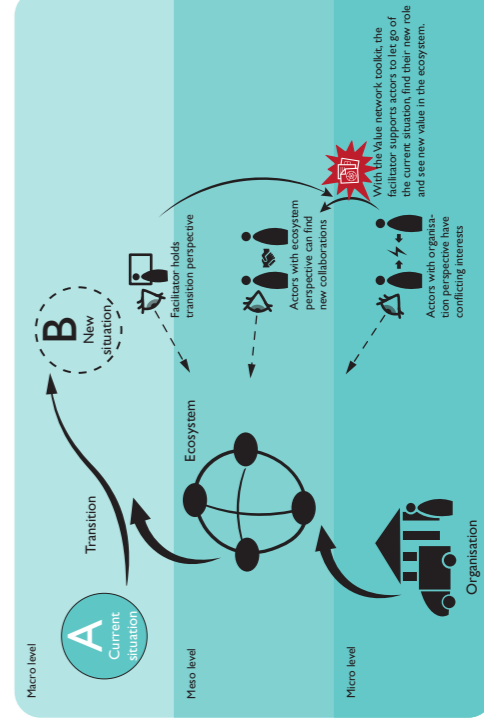 Macro level
A
Current
situation
Transition
B
New
situation
Facilitator holds
transition perspective
Meso level
Ecosystem
Actors with ecosystem
perspective can find
new collaborations
Micro level
Organisation
Actors with organisa-
tion perspective have
conflicting interests
With the Value network toolkit, the
facilitator supports actors to let go of
the current situation, find their new role
and see new value in the ecosystem.